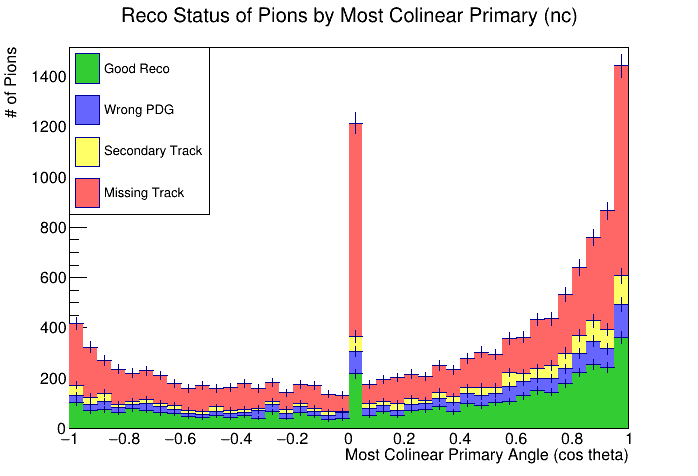 Reco Status of Pions by Most Colinear Primary (nc)
# of Pions
Good Reco
Wrong PDG
Secondary Track
Missing Track
1400
1200
1000
800
600
400
200
0
−1 −0.8 −0.6 −0.4 −0.2 0 0.2 0.4 0.6 0.8 1
Most Colinear Primary Angle (cos theta)